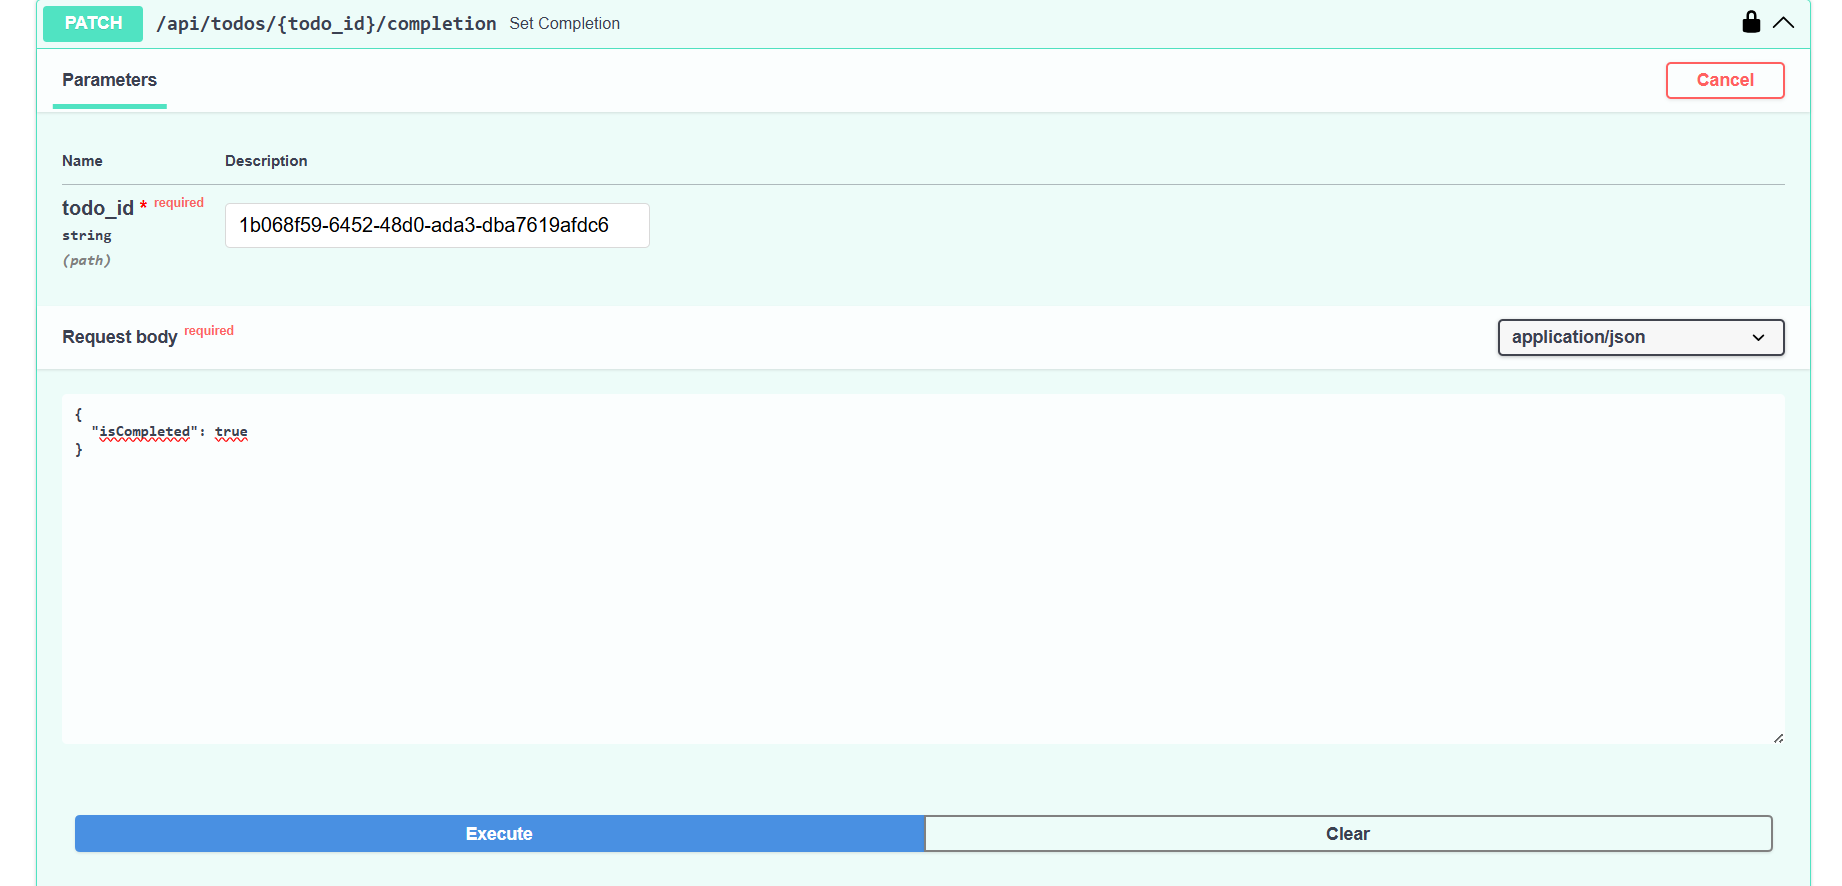 PATCH /api/todos/{todo_id}/completion Set Completion
Parameters Cancel
Name Description
todo_id * required
string
(path)
1b068f59-6452-48d0-ada3-dba7619afdc6
Request body required application/json
{
"isCompleted": true
}
Execute Clear